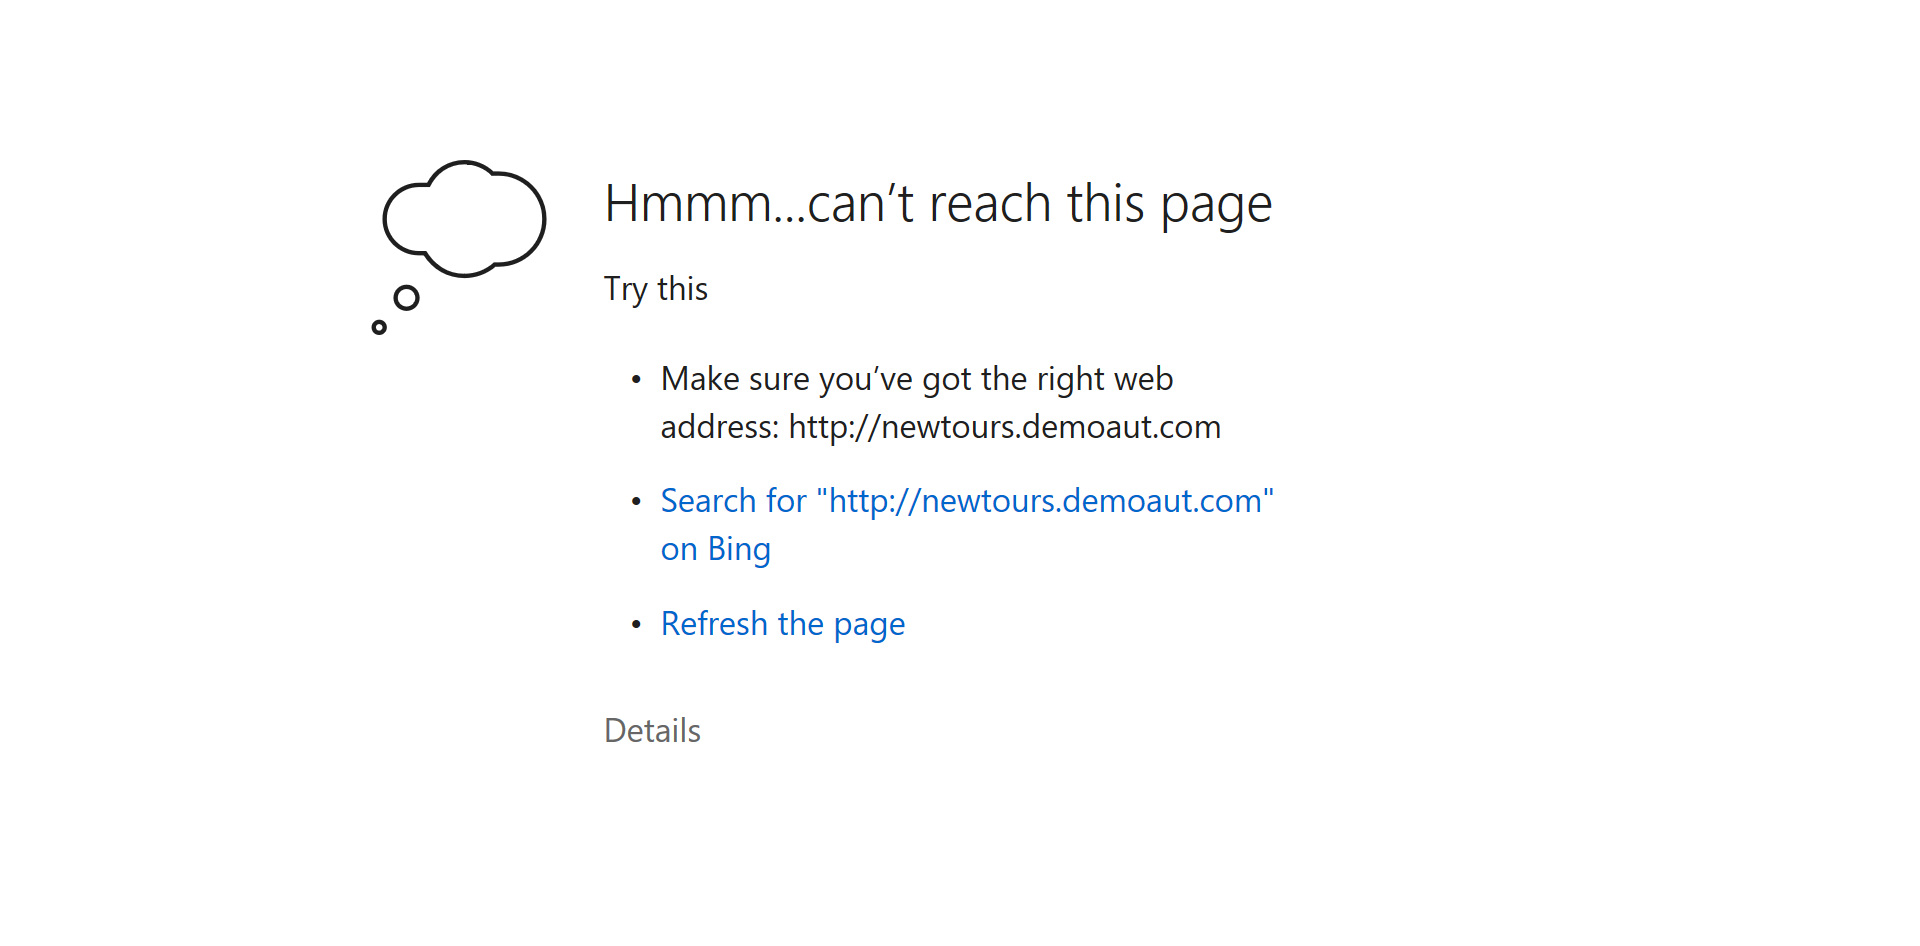 Hmmm...can’t reach this page
Try this
• Make sure you’ve got the right web
address: http://newtours.demoaut.com
• Search for "http://newtours.demoaut.com"
on Bing
• Refresh the page
Details